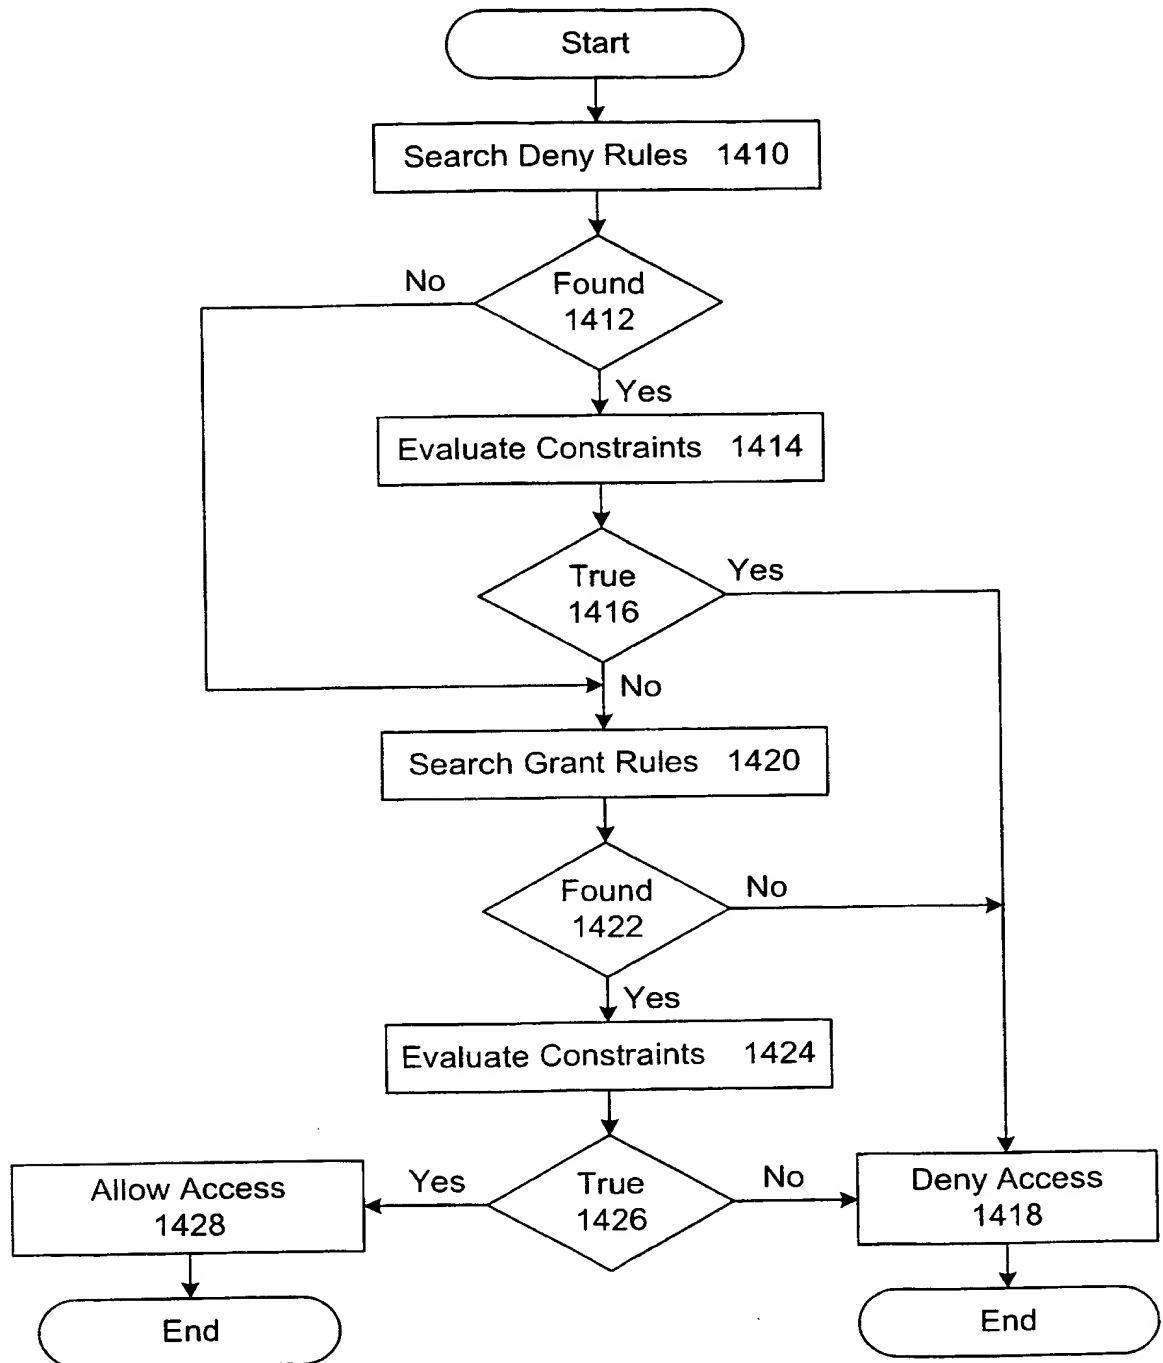 Start
Search Deny Rules 1410
No
Found
1412
Yes
Evaluate Constraints 1414
True
1416
Yes
No
Search Grant Rules 1420
Found
1422
No
Yes
Evaluate Constraints 1424
Allow Access
1428
Yes
True
1426
No
Deny Access
1418
End
End